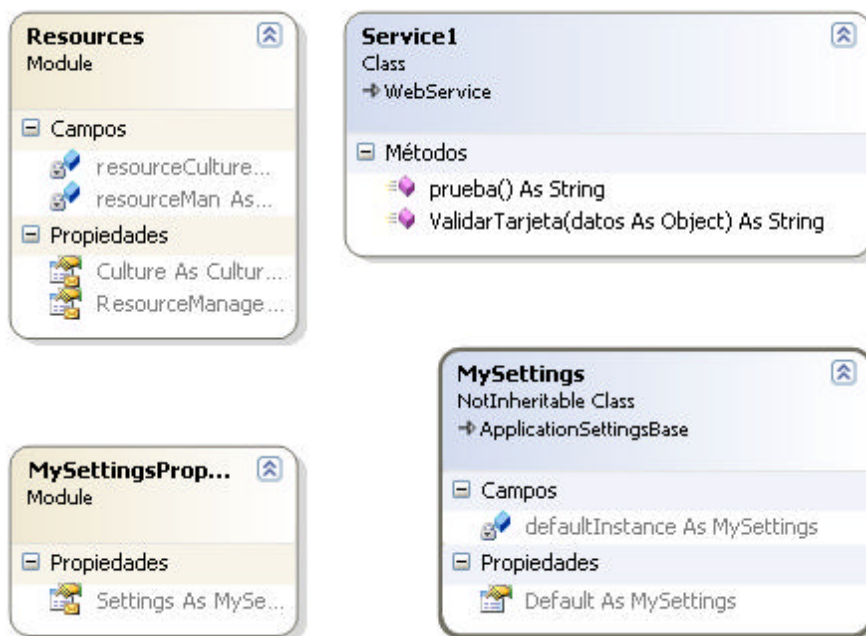 Resources
Module
Campos
resourceCulture...
resourceMan As...
Propiedades
Culture As Cultur...
ResourceManage...
Service1
Class
WebService
Métodos
prueba() As String
ValidarTarjeta(datos As Object) As String
MySettingsProp...
Module
Propiedades
Settings As MySe...
MySettings
NotInheritable Class
ApplicationSettingsBase
Campos
defaultInstance As MySettings
Propiedades
Default As MySettings